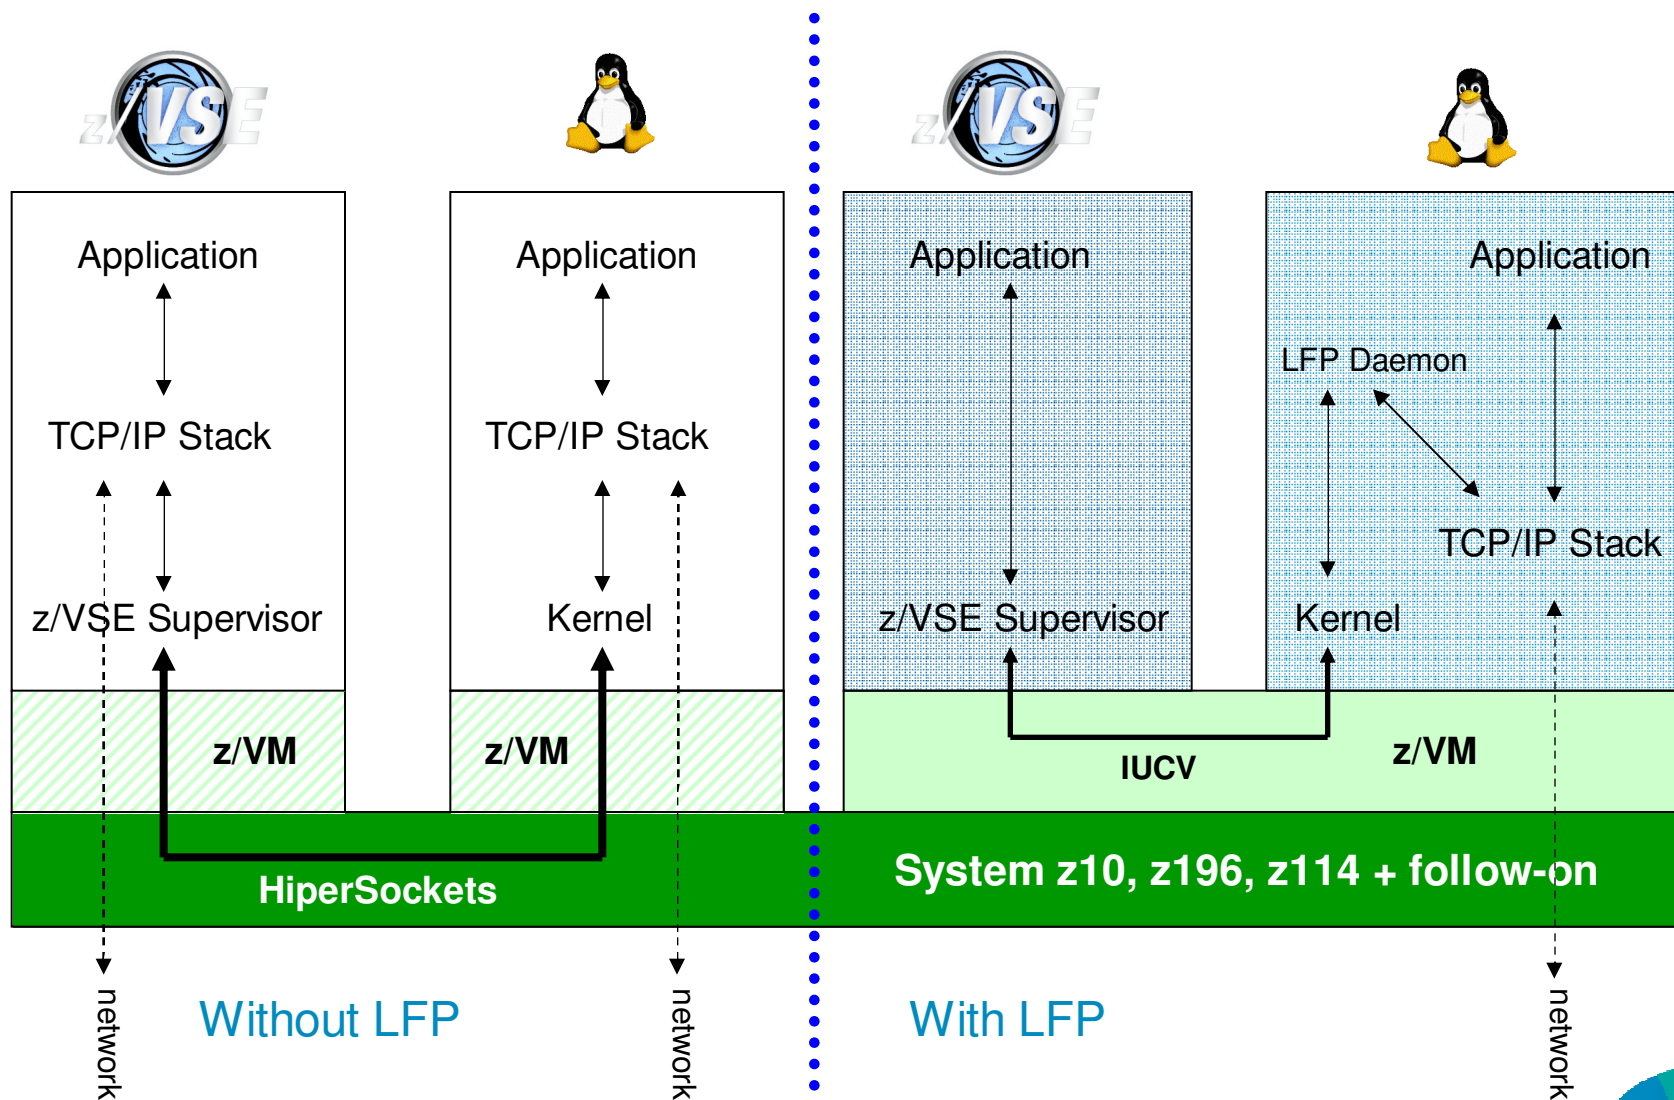 z/VSE
z/VSE
Application
Application
Application
Application
LFP Daemon
TCP/IP Stack
TCP/IP Stack
TCP/IP Stack
z/VSE Supervisor
Kernel
z/VSE Supervisor
Kernel
z/VM
z/VM
IUCV
z/VM
HiperSockets
System z10, z196, z114 + follow-on
network
Without LFP
network
With LFP
network